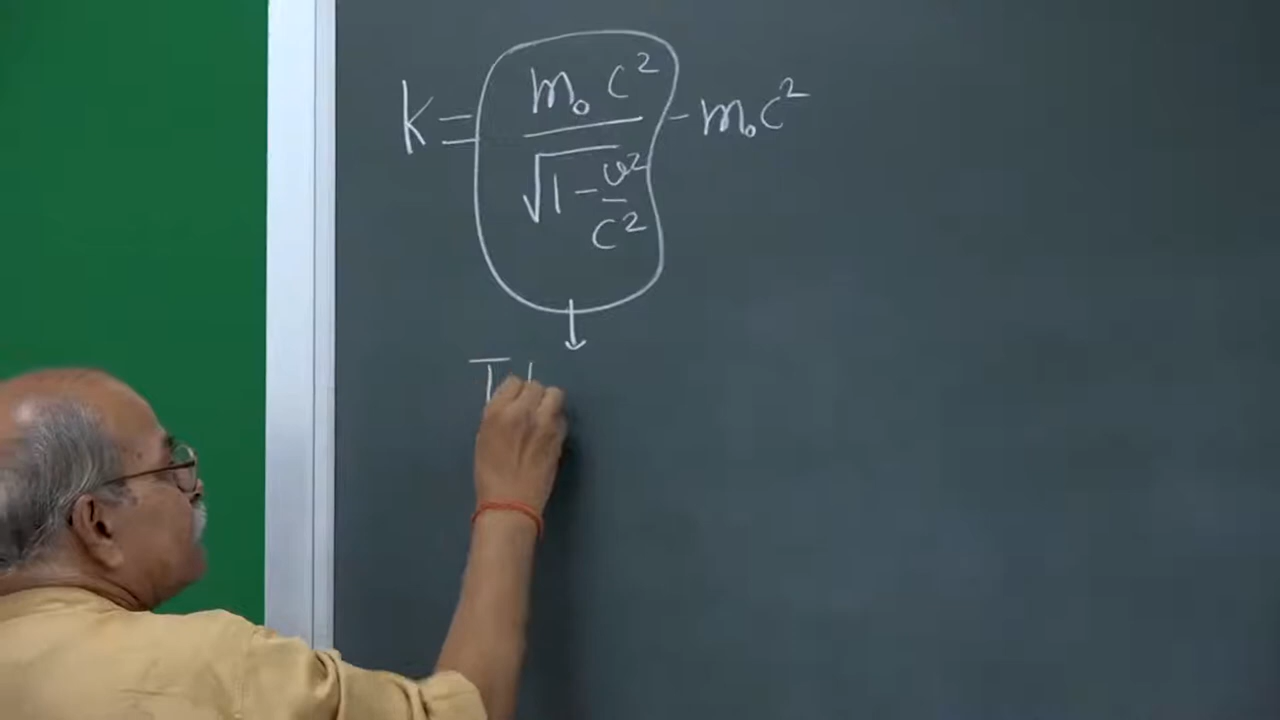 K = m₀c² / √(1 - v²/c²) - m₀c²